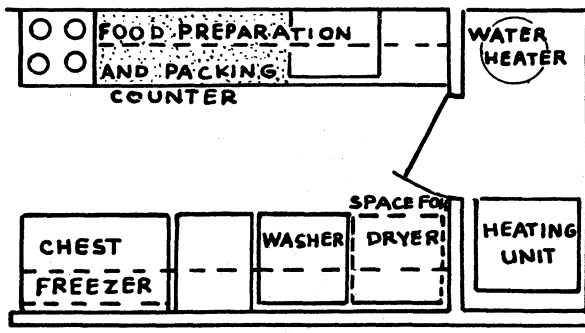 FOOD PREPARATION
AND PACKING
COUNTER
WATER
HEATER
SPACE FOR
CHEST
FREEZER
WASHER
DRYER
HEATING
UNIT